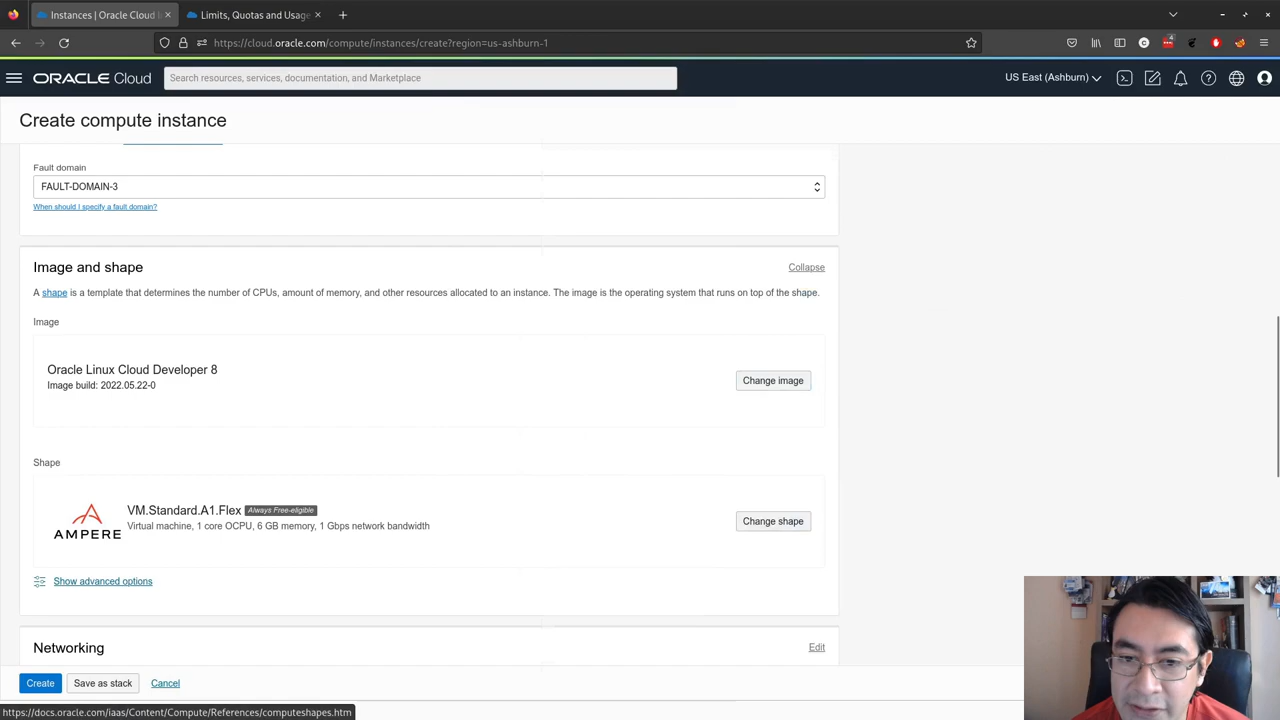 Instances | Oracle Cloud I
Limits, Quotas and Usage
https://cloud.oracle.com/compute/instances/create?region=us-ashburn-1
4
ORACLE Cloud
Search resources, services, documentation, and Marketplace
US East (Ashburn)
Create compute instance
Fault domain
FAULT-DOMAIN-3
When should I specify a fault domain?
Image and shape
Collapse
A shape is a template that determines the number of CPUs, amount of memory, and other resources allocated to an instance. The image is the operating system that runs on top of the shape.
Image
Oracle Linux Cloud Developer 8
Image build: 2022.05.22-0
Change image
Shape
AMPERE
VM.Standard.A1.Flex Always Free-eligible
Virtual machine, 1 core OCPU, 6 GB memory, 1 Gbps network bandwidth
Change shape
Show advanced options
Networking
Edit
Create
Save as stack
Cancel
https://docs.oracle.com/iaas/Content/Compute/References/computeshapes.htm